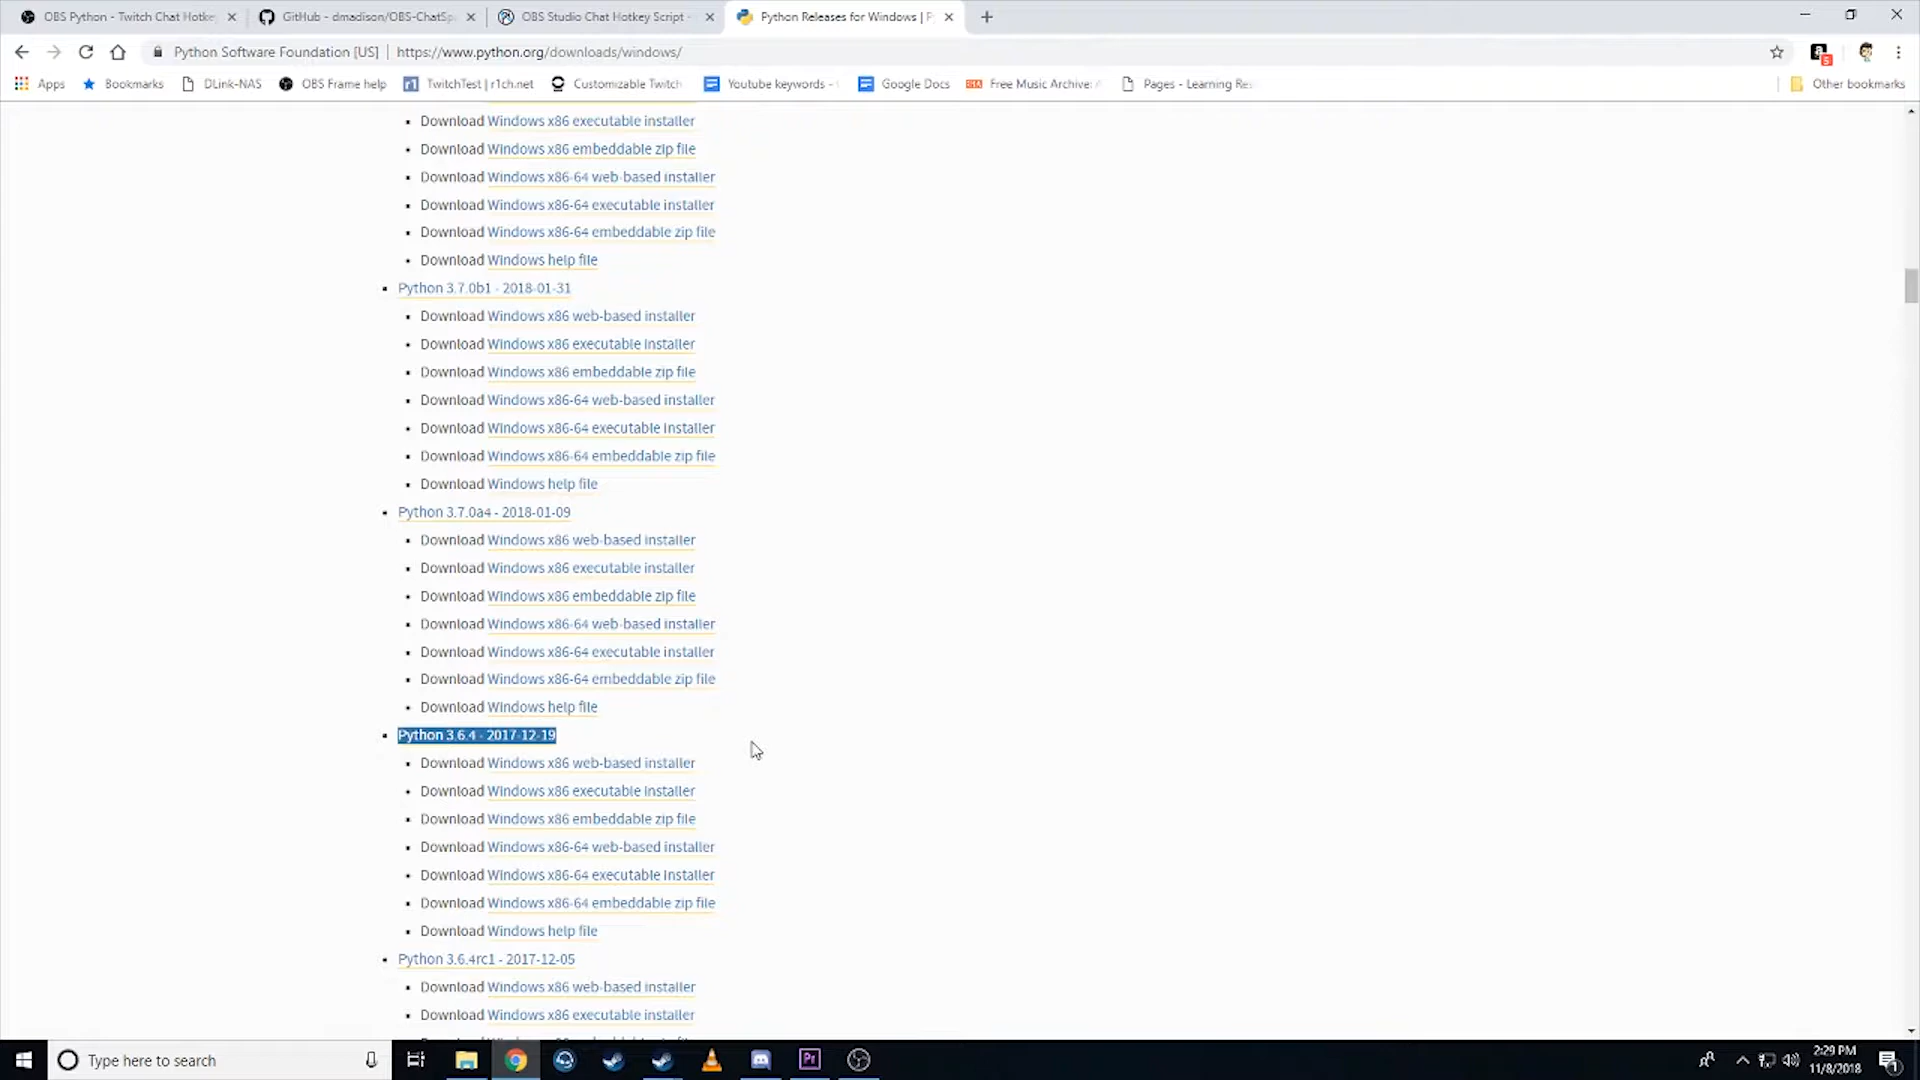 OBS Python - Twitch Chat Hotke
GitHub - dmadison/OBS-ChatSp
OBS Studio Chat Hotkey Script -
Python Releases for Windows | P
Python Software Foundation [US] | https://www.python.org/downloads/windows/
5
Apps
Bookmarks
DLink-NAS
OBS Frame help
TwitchTest | r1ch.net
Customizable Twitch
Youtube keywords -
Google Docs
Free Music Archive:
Pages - Learning Re
Other bookmarks
Download Windows x86 executable installer
Download Windows x86 embeddable zip file
Download Windows x86-64 web-based installer
Download Windows x86-64 executable installer
Download Windows x86-64 embeddable zip file
Download Windows help file
Python 3.7.0b1 - 2018-01-31
Download Windows x86 web-based installer
Download Windows x86 executable installer
Download Windows x86 embeddable zip file
Download Windows x86-64 web-based installer
Download Windows x86-64 executable installer
Download Windows x86-64 embeddable zip file
Download Windows help file
Python 3.7.0a4 - 2018-01-09
Download Windows x86 web-based installer
Download Windows x86 executable installer
Download Windows x86 embeddable zip file
Download Windows x86-64 web-based installer
Download Windows x86-64 executable installer
Download Windows x86-64 embeddable zip file
Download Windows help file
Python 3.6.4 - 2017-12-19
Download Windows x86 web-based installer
Download Windows x86 executable installer
Download Windows x86 embeddable zip file
Download Windows x86-64 web-based installer
Download Windows x86-64 executable installer
Download Windows x86-64 embeddable zip file
Download Windows help file
Python 3.6.4rc1 - 2017-12-05
Download Windows x86 web-based installer
Download Windows x86 executable installer
Type here to search
Pr
2:29 PM
11/8/2018
1